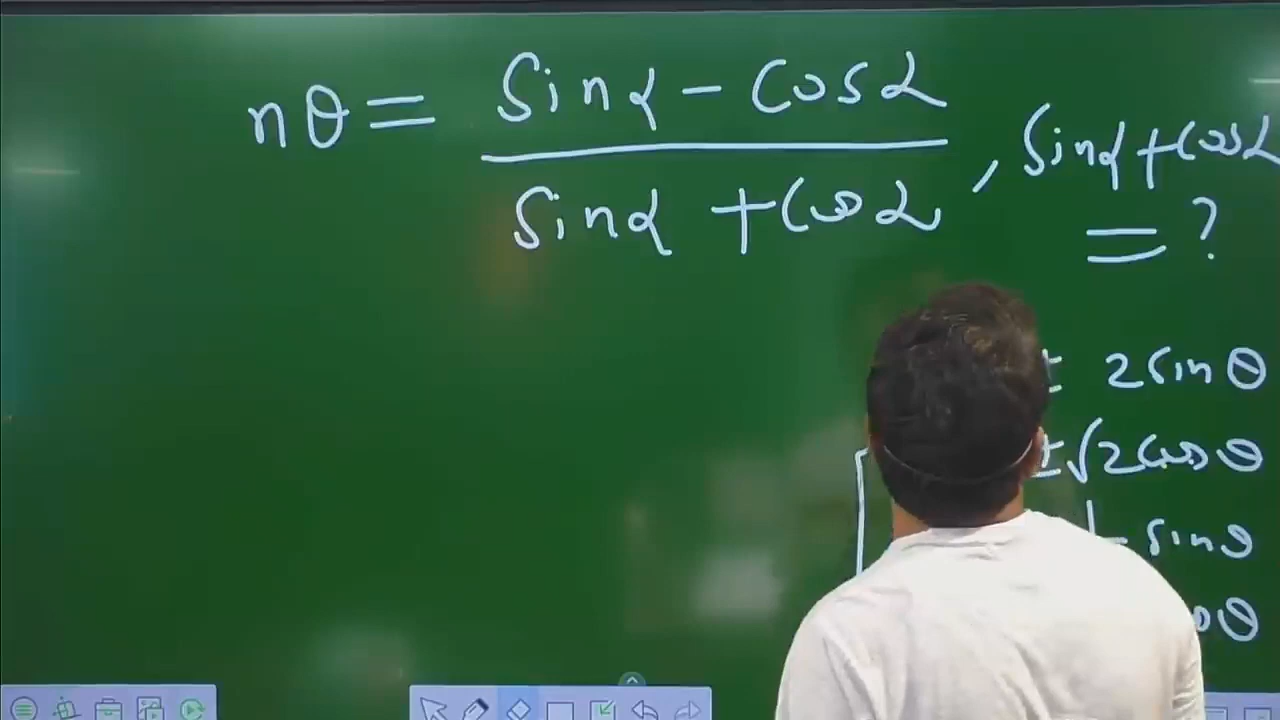 nθ = (sinα - cosα) / (sinα + cosα), sinα + cosα = ?
± 2sinθ
±√2cosθ
sinθ
θ